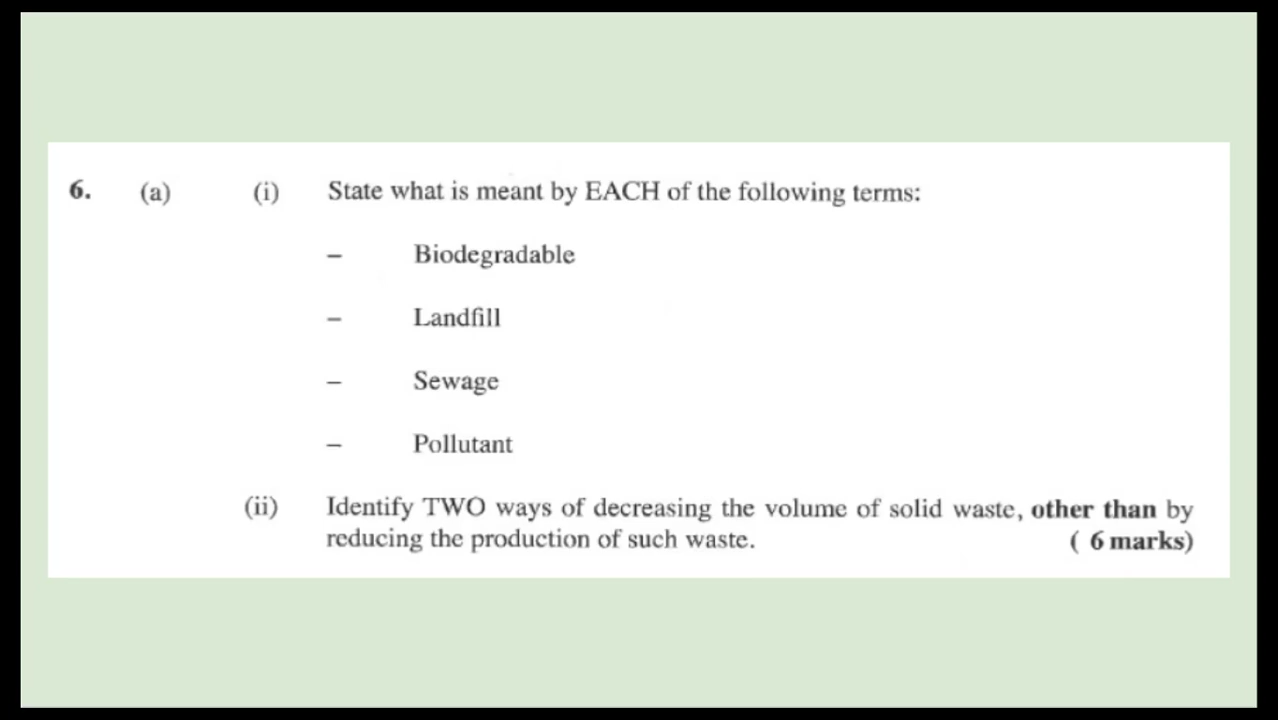 6. (a) (i) State what is meant by EACH of the following terms:
– Biodegradable
– Landfill
– Sewage
– Pollutant
(ii) Identify TWO ways of decreasing the volume of solid waste, other than by
reducing the production of such waste. ( 6 marks)